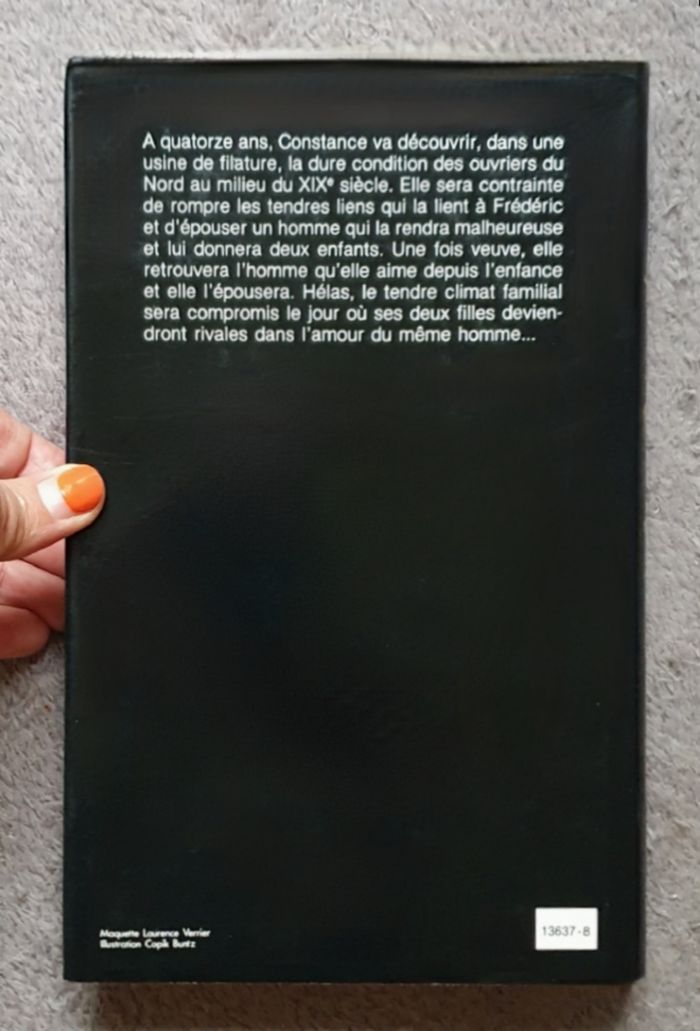 A quatorze ans, Constance va découvrir, dans une
usine de filature, la dure condition des ouvriers du
Nord au milieu du XIXᵉ siècle. Elle sera contrainte
de rompre les tendres liens qui la lient à Frédéric
et d'épouser un homme qui la rendra malheureuse
et lui donnera deux enfants. Une fois veuve, elle
retrouvera l'homme qu'elle aime depuis l'enfance
et elle l'épousera. Hélas, le tendre climat familial
sera compromis le jour où ses deux filles devien-
dront rivales dans l'amour du même homme...
Maquette Laurence Verrier
Illustration Copik Buntz
13637-8